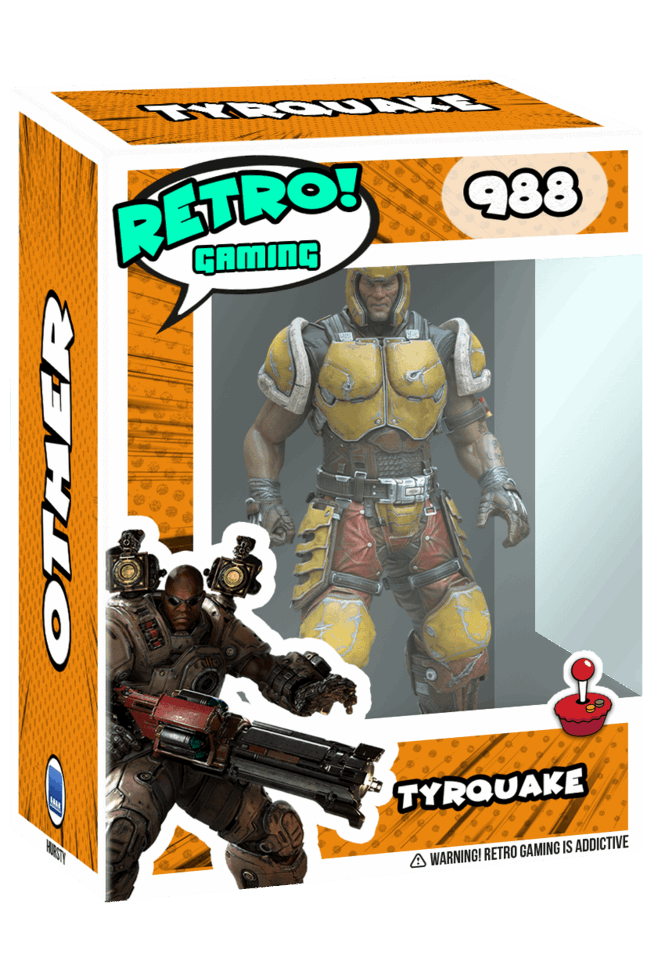 TYRQUAKE
RETRO!
GAMING
988
OTHER
TYRQUAKE
WARNING! RETRO GAMING IS ADDICTIVE
HURSTY